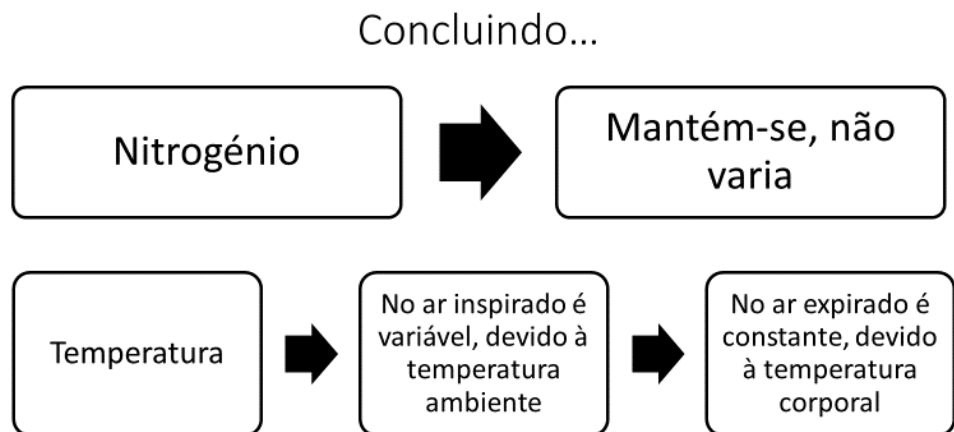 Concluindo...
Nitrogénio
Mantém-se, não
varia
Temperatura
No ar inspirado é
variável, devido à
temperatura
ambiente
No ar expirado é
constante, devido
à temperatura
corporal